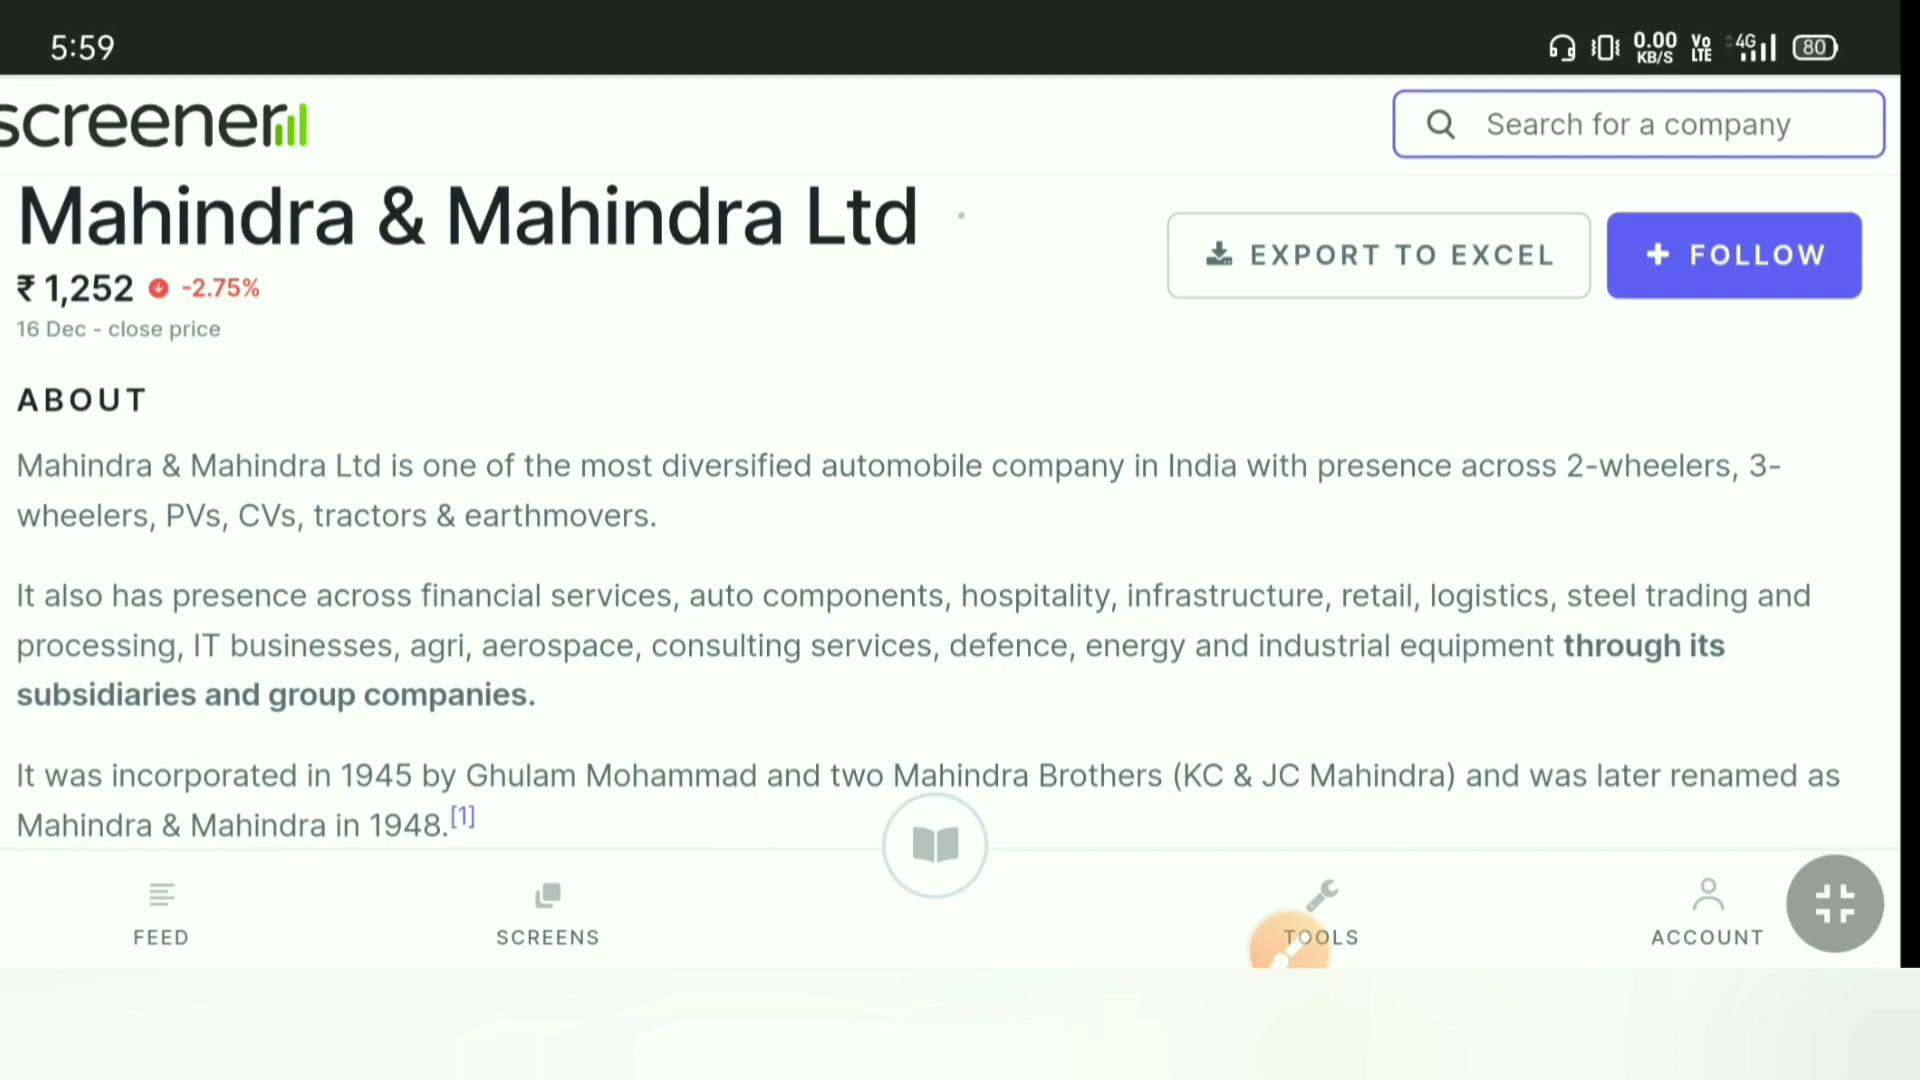 5:59
0.00
KB/S
Vo
LTE
4G
80
screener
Search for a company
Mahindra & Mahindra Ltd
EXPORT TO EXCEL
FOLLOW
₹ 1,252 -2.75%
16 Dec - close price
ABOUT
Mahindra & Mahindra Ltd is one of the most diversified automobile company in India with presence across 2-wheelers, 3-
wheelers, PVs, CVs, tractors & earthmovers.
It also has presence across financial services, auto components, hospitality, infrastructure, retail, logistics, steel trading and
processing, IT businesses, agri, aerospace, consulting services, defence, energy and industrial equipment through its
subsidiaries and group companies.
It was incorporated in 1945 by Ghulam Mohammad and two Mahindra Brothers (KC & JC Mahindra) and was later renamed as
Mahindra & Mahindra in 1948.[1]
FEED
SCREENS
TOOLS
ACCOUNT